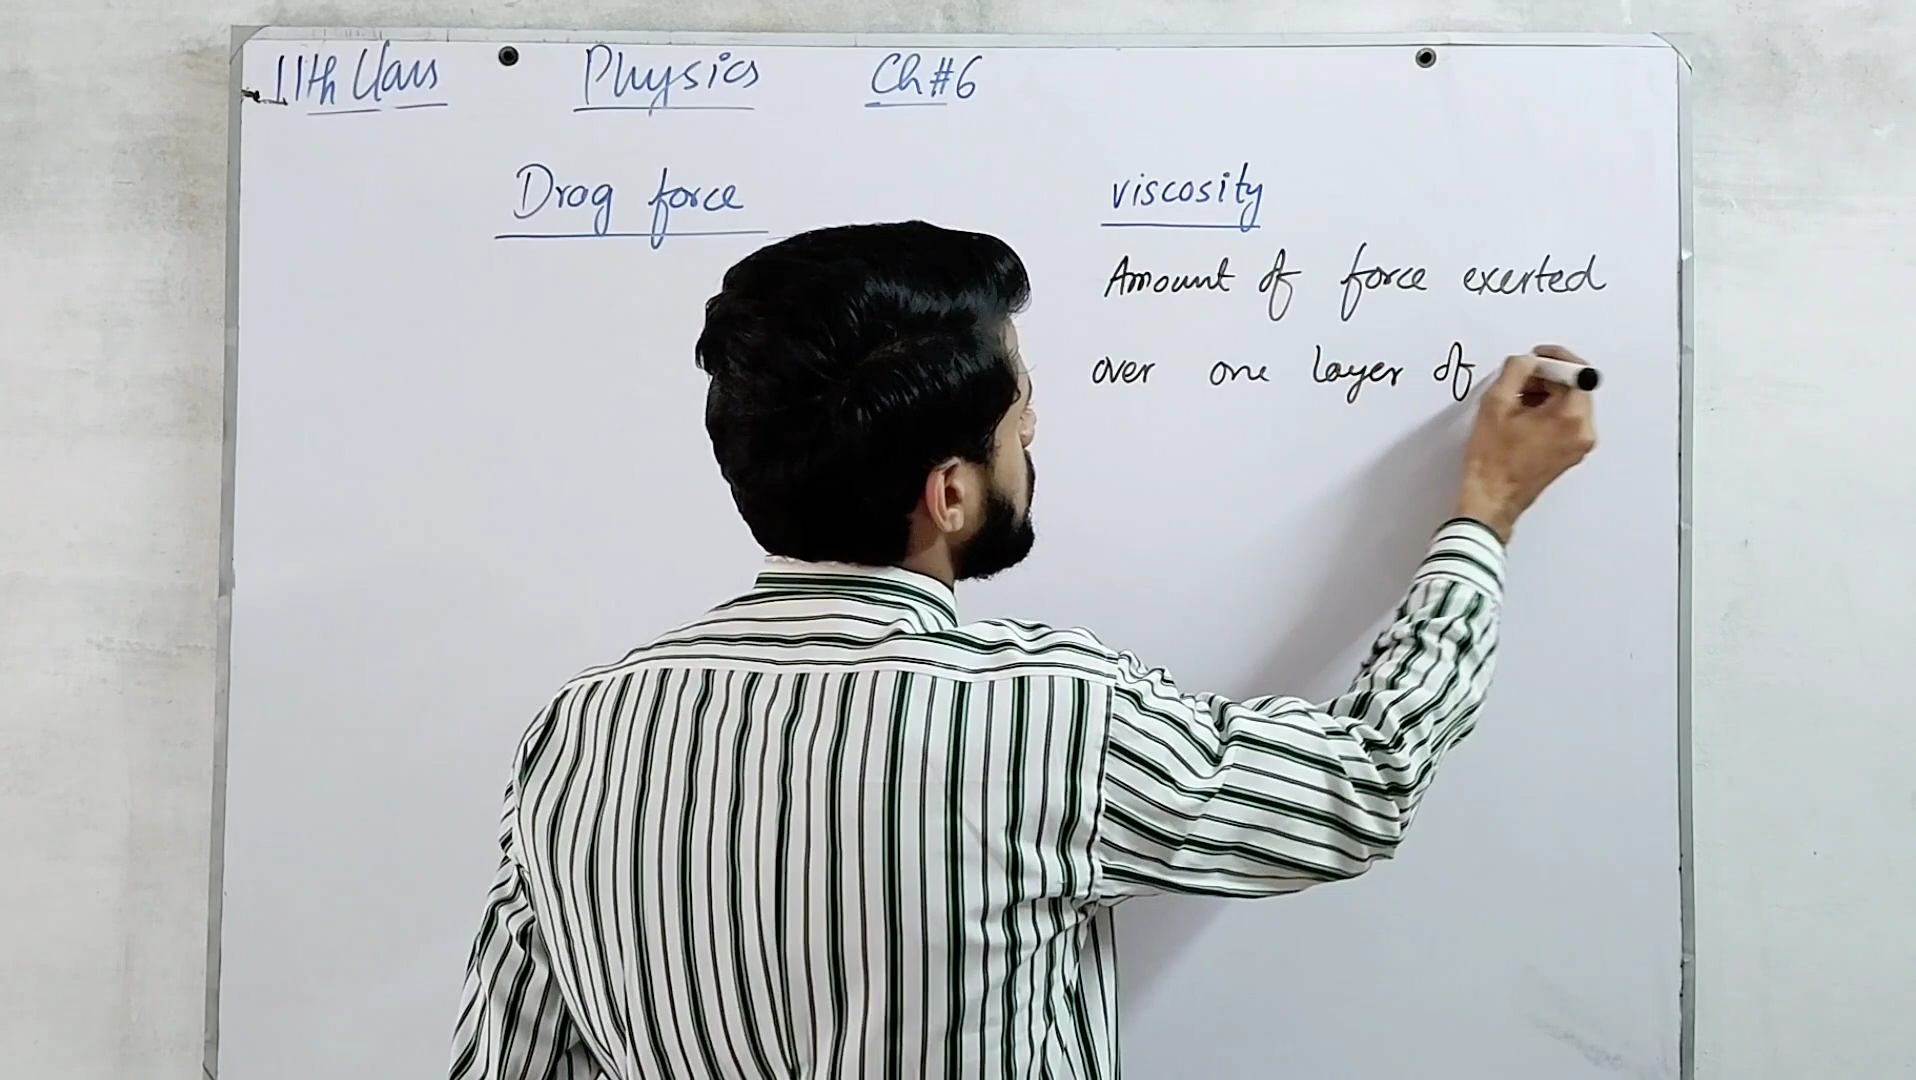 11th Class Physics Ch#6
Drag force
viscosity
Amount of force exerted
over one layer of